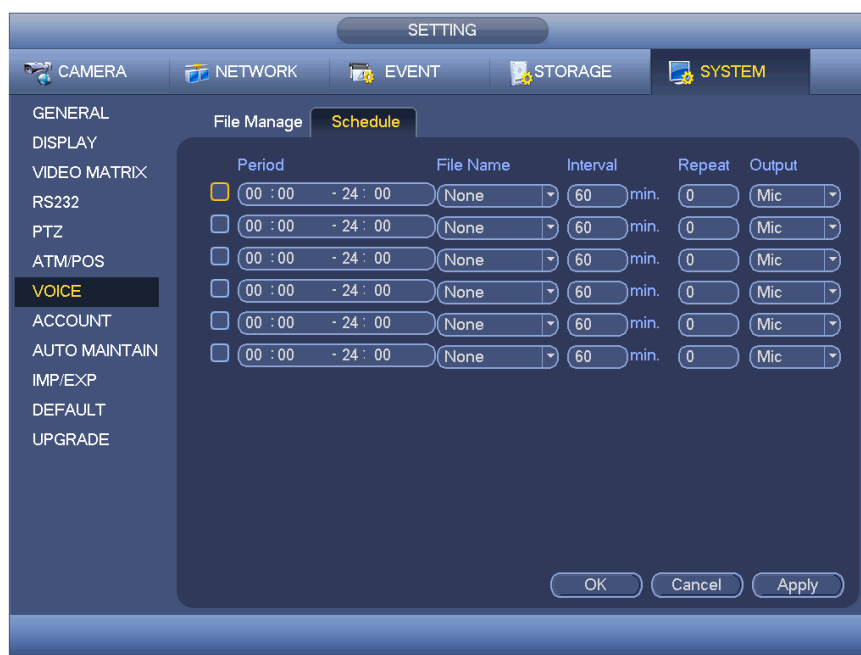 SETTING
CAMERA NETWORK EVENT STORAGE SYSTEM
GENERAL
DISPLAY
VIDEO MATRIX
RS232
PTZ
ATM/POS
VOICE
ACCOUNT
AUTO MAINTAIN
IMP/EXP
DEFAULT
UPGRADE
File Manage Schedule
Period File Name Interval Repeat Output
00 :00 - 24 : 00 None 60 min. 0 Mic
00 :00 - 24 : 00 None 60 min. 0 Mic
00 :00 - 24 : 00 None 60 min. 0 Mic
00 :00 - 24 : 00 None 60 min. 0 Mic
00 :00 - 24 : 00 None 60 min. 0 Mic
00 :00 - 24 : 00 None 60 min. 0 Mic
OK Cancel Apply